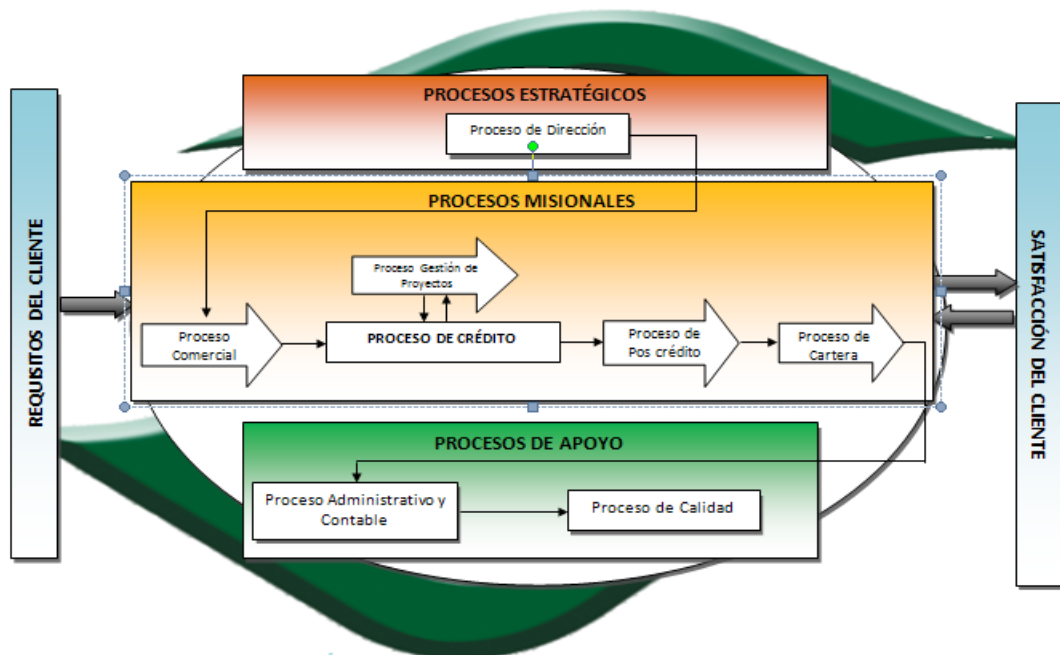 REQUISITOS DEL CLIENTE
PROCESOS ESTRATÉGICOS
Proceso de Dirección
PROCESOS MISIONALES
Proceso Gestión de
Proyectos
Proceso
Comercial
PROCESO DE CRÉDITO
Proceso de
Pos crédito
Proceso de
Cartera
PROCESOS DE APOYO
Proceso Administrativo y
Contable
Proceso de Calidad
SATISFACCIÓN DEL CLIENTE